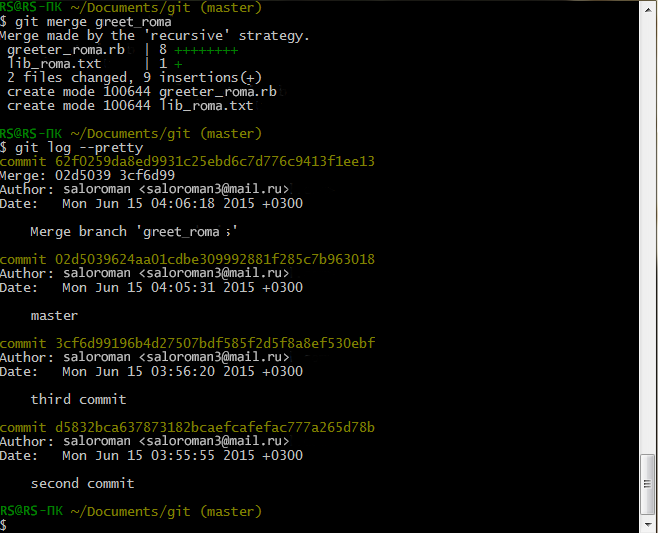 RS@RS-ПК ~/Documents/git (master)
$ git merge greet_roma
Merge made by the 'recursive' strategy.
greeter_roma.rb | 8 ++++++++
lib_roma.txt | 1 +
2 files changed, 9 insertions(+)
create mode 100644 greeter_roma.rb
create mode 100644 lib_roma.txt
RS@RS-ПК ~/Documents/git (master)
$ git log --pretty
commit 62f0259da8ed9931c25ebd6c7d776c9413f1ee13
Merge: 02d5039 3cf6d99
Author: saloroman <saloroman3@mail.ru>
Date: Mon Jun 15 04:06:18 2015 +0300
Merge branch 'greet_roma s'
commit 02d5039624aa01cdbe309992881f285c7b963018
Author: saloroman <saloroman3@mail.ru>
Date: Mon Jun 15 04:05:31 2015 +0300
master
commit 3cf6d99196b4d27507bdf585f2d5f8a8ef530ebf
Author: saloroman <saloroman3@mail.ru>
Date: Mon Jun 15 03:56:20 2015 +0300
third commit
commit d5832bca637873182bcaefcafefac777a265d78b
Author: saloroman <saloroman3@mail.ru>
Date: Mon Jun 15 03:55:55 2015 +0300
second commit
RS@RS-ПК ~/Documents/git (master)
$